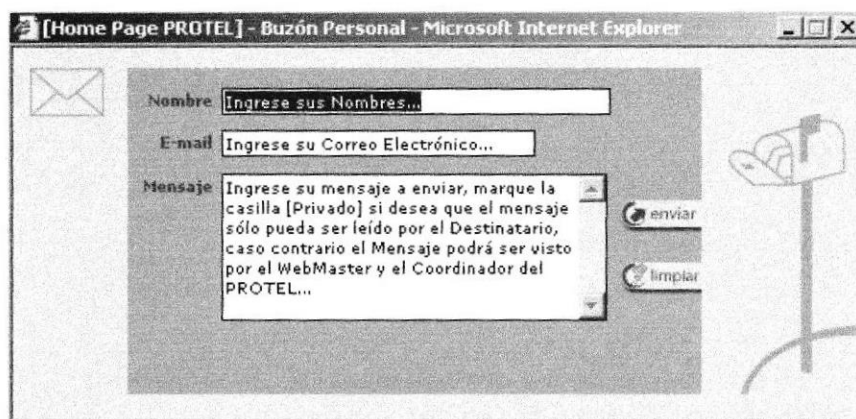 [Home Page PROTEL] - Buzón Personal - Microsoft Internet Explorer
Nombre Ingrese sus Nombres...
E-mail Ingrese su Correo Electrónico...
Mensaje Ingrese su mensaje a enviar, marque la
casilla [Privado] si desea que el mensaje
sólo pueda ser leído por el Destinatario,
caso contrario el Mensaje podrá ser visto
por el WebMaster y el Coordinador del
PROTEL...
enviar
limpiar